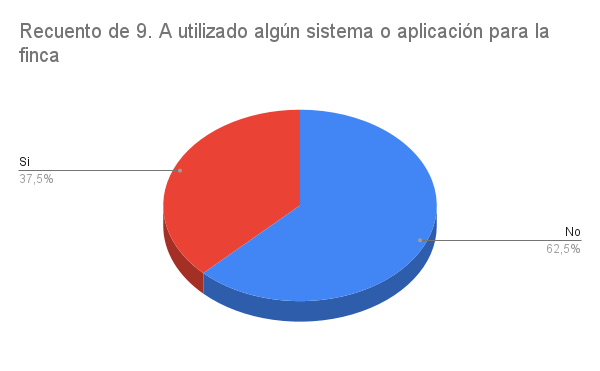 Recuento de 9. A utilizado algún sistema o aplicación para la
finca
Si
37,5%
No
62,5%